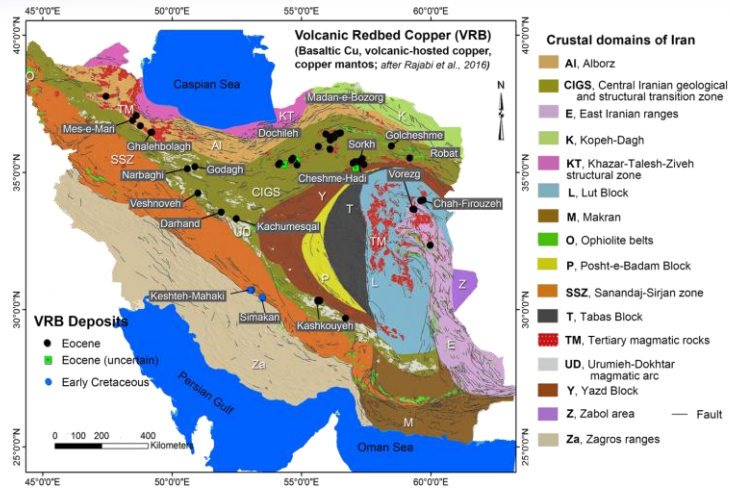 Volcanic Redbed Copper (VRB)
(Basaltic Cu, volcanic-hosted copper,
copper mantos; after Rajabi et al., 2016)
50°0'0"E
55°0'0"E
60°0'0"E
40°0'0"N
35°0'0"N
30°0'0"N
25°0'0"N
40°0'0"N
35°0'0"N
30°0'0"N
25°0'0"N
45°0'0"E
50°0'0"E
55°0'0"E
60°0'0"E
Caspian Sea
Madan-e-Bozorg
O
TM
KT
K
Mes-e-Mari
Dochileh
Golcheshme
Ghalehbolagh
Al
Sorkh
Robat
SSZ
Narbaghi
Godagh
Cheshme-Hadi
Vorezg
CIGS
Y
Veshnoveh
T
Chah-Firouzeh
Darhand
UD
Kachumesqal
TM
P
L
Z
Keshteh-Mahaki
Simakan
Kashkouyeh
E
Za
M
Persian Gulf
Oman Sea
VRB Deposits
Eocene
Eocene (uncertain)
Early Cretaceous
0 100 200 400
Kilometers
Crustal domains of Iran
Al, Alborz
CIGS, Central Iranian geological
and structural transition zone
E, East Iranian ranges
K, Kopeh-Dagh
KT, Khazar-Talesh-Ziveh
structural zone
L, Lut Block
M, Makran
O, Ophiolite belts
P, Posht-e-Badam Block
SSZ, Sanandaj-Sirjan zone
T, Tabas Block
TM, Tertiary magmatic rocks
UD, Urumieh-Dokhtar
magmatic arc
Y, Yazd Block
Z, Zabol area
Fault
Za, Zagros ranges